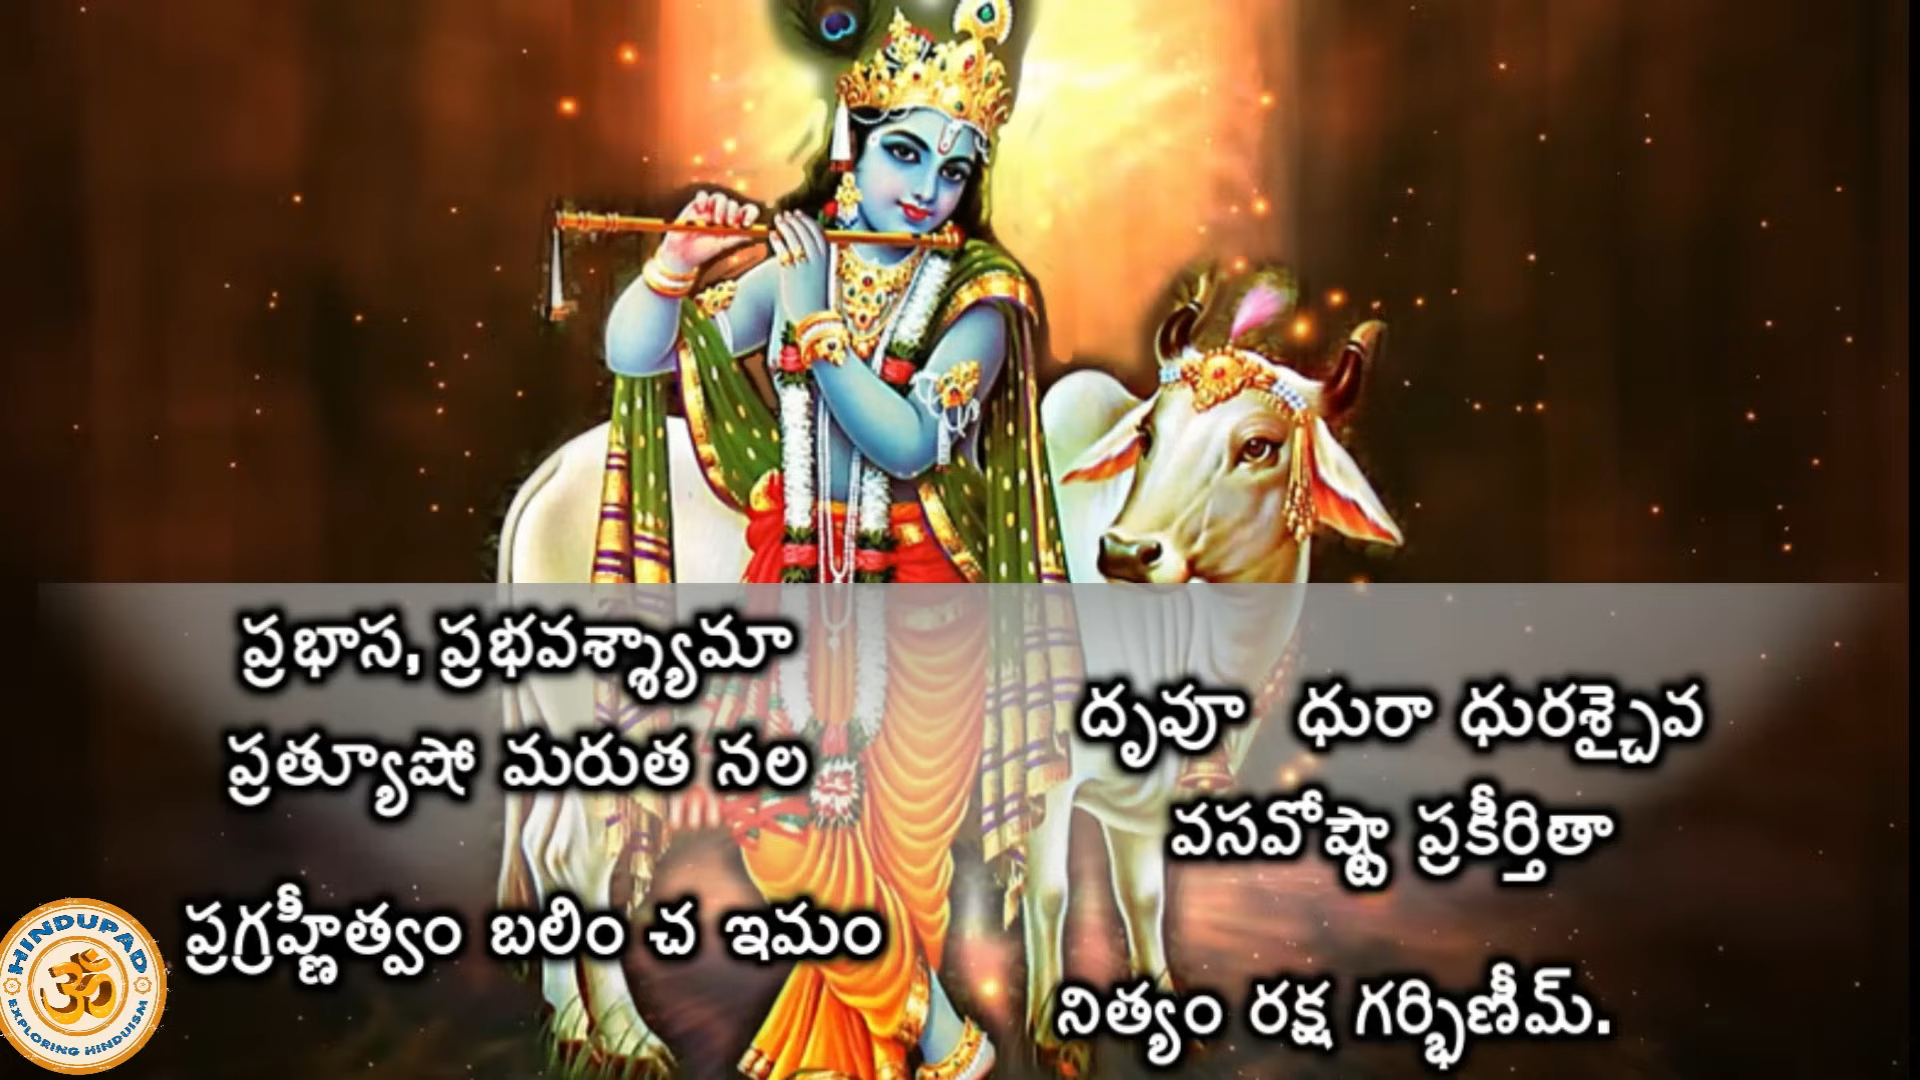 ప్రభాస, ప్రభవశ్శ్యామా
ప్రత్యూషో మరుత నల
ప్రగ్రహ్ణీత్వం బలిం చ ఇమం
దృవూ ధురా ధురశ్చైవ
వసవోష్టౌ ప్రకీర్తితా
నిత్యం రక్ష గర్భిణీమ్.
HINDUPAD
EXPLORING HINDUISM
ॐ